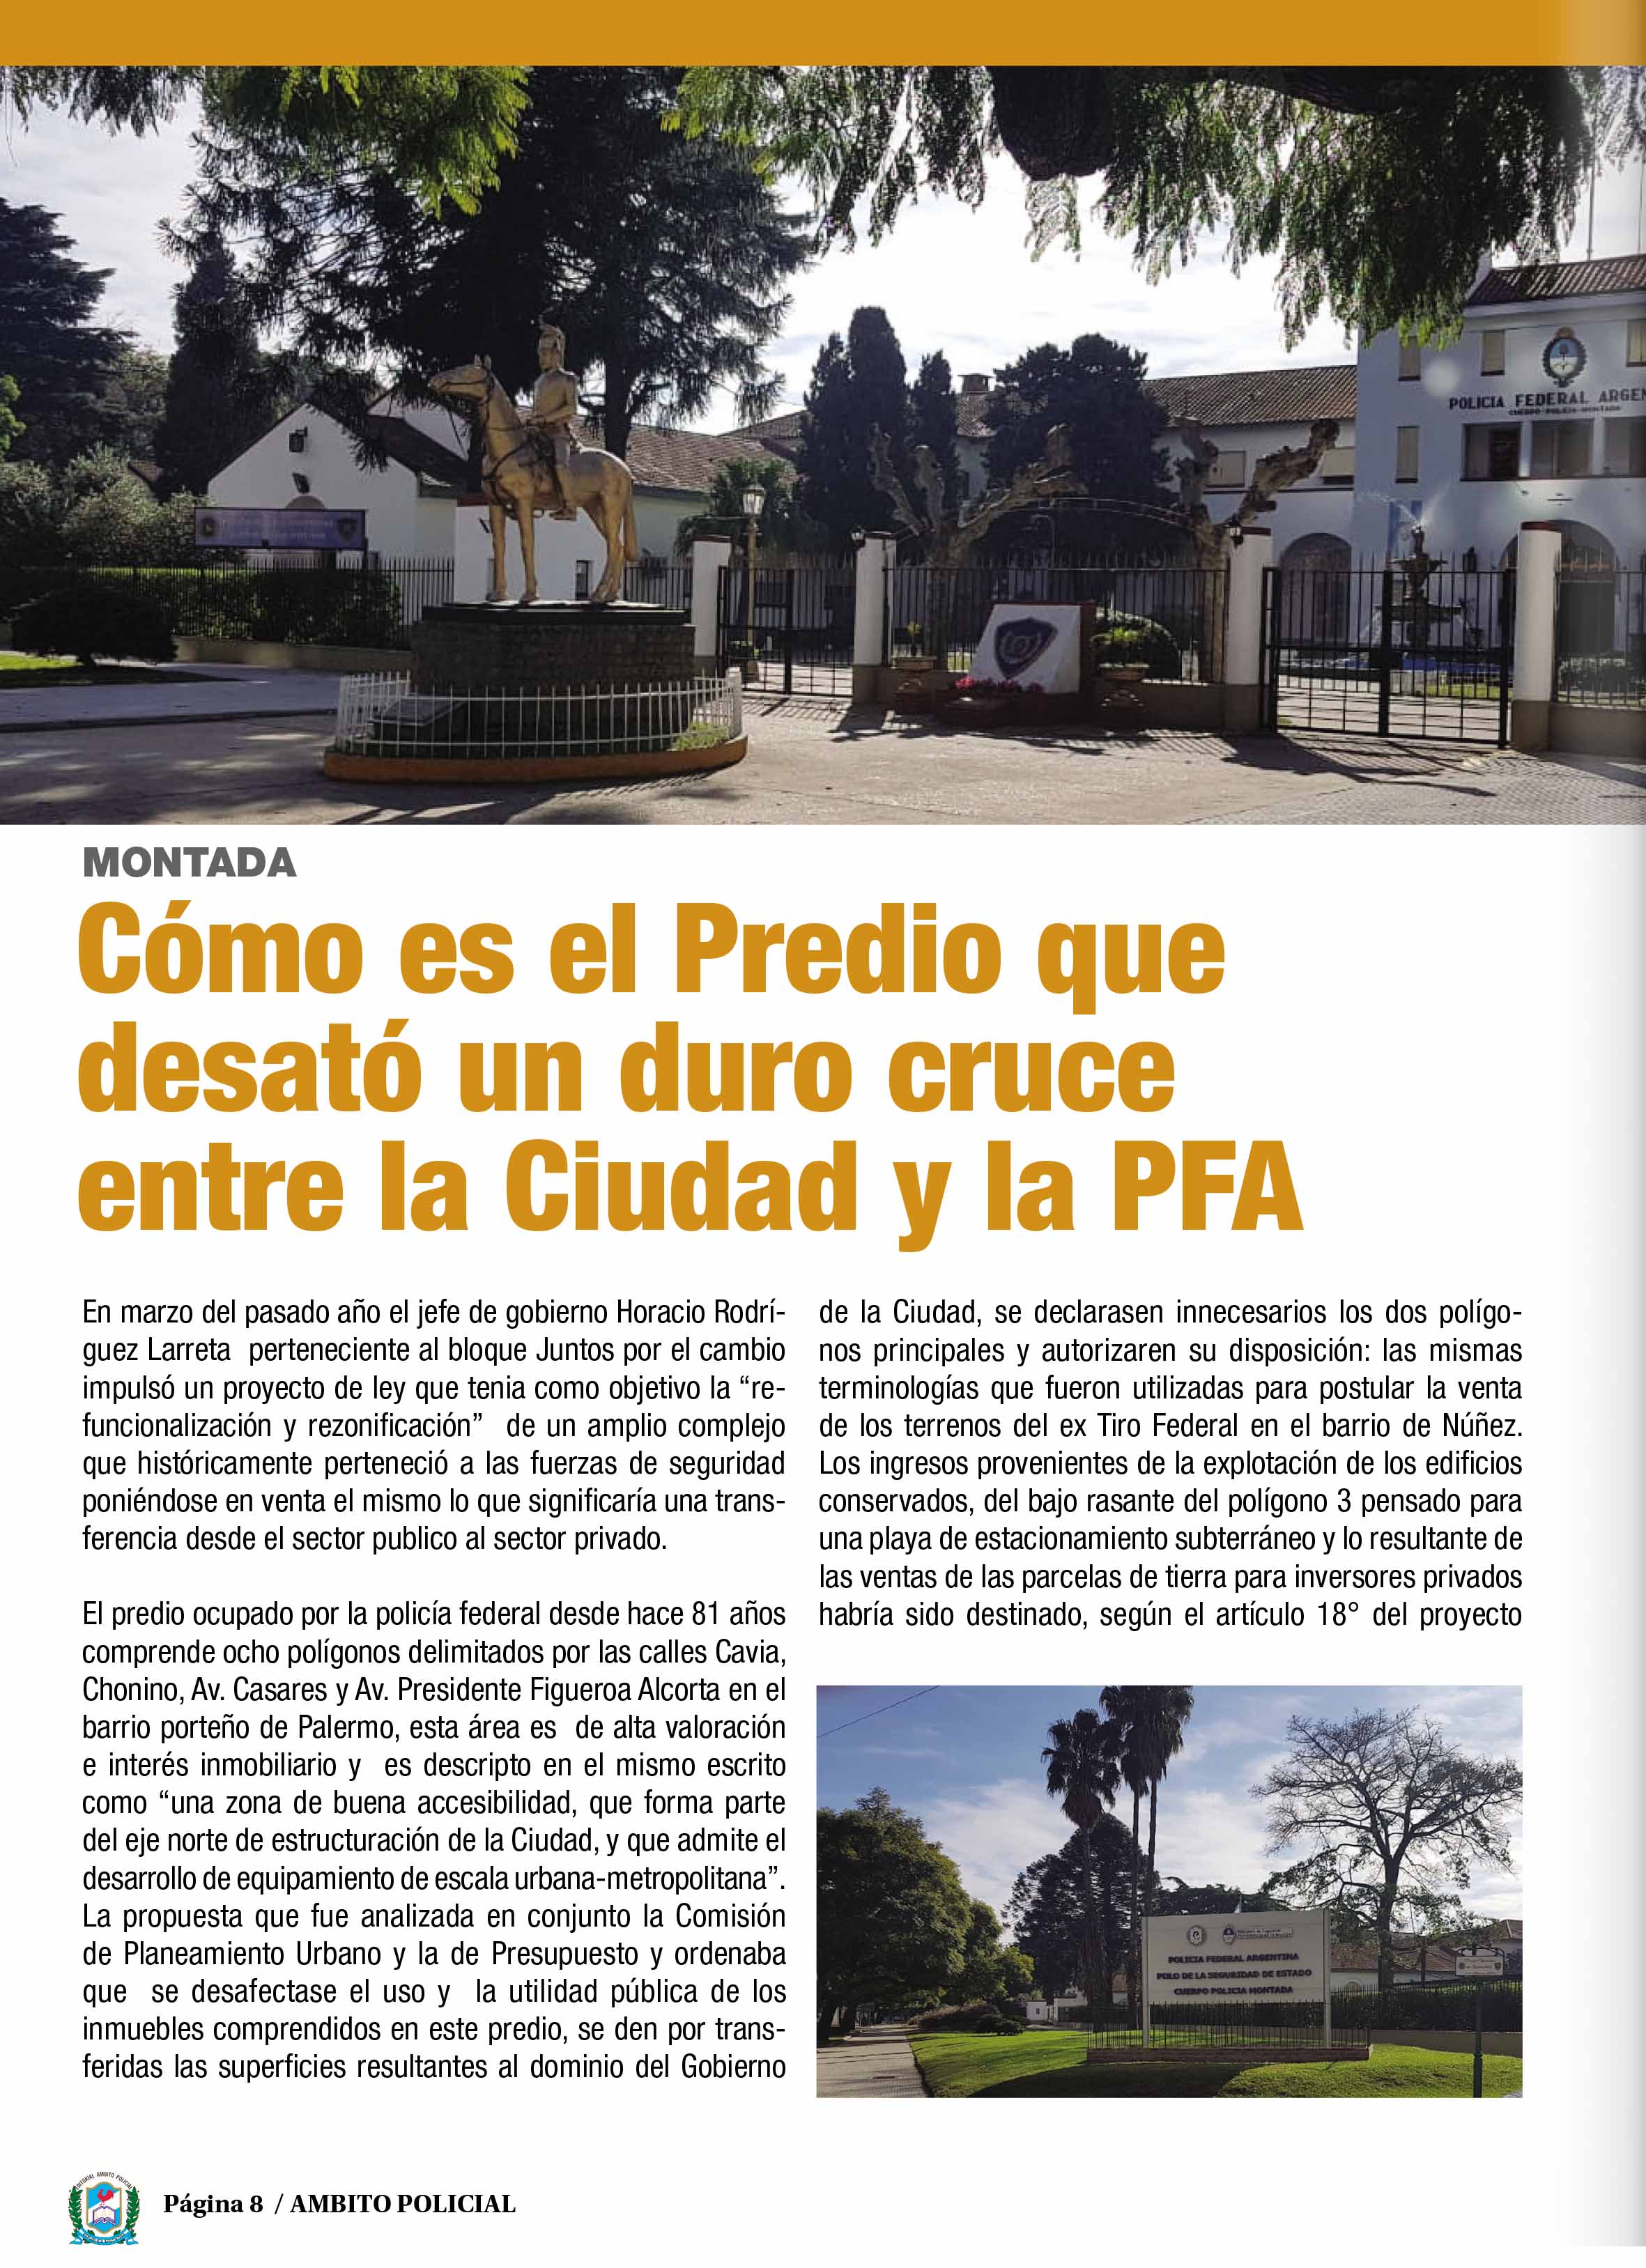 POLICIA FEDERAL ARGEN
CUERPO POLICIA MONTADA
MONTADA
Cómo es el Predio que
desató un duro cruce
entre la Ciudad y la PFA
En marzo del pasado año el jefe de gobierno Horacio Rodrí-
guez Larreta  perteneciente al bloque Juntos por el cambio
impulsó un proyecto de ley que tenia como objetivo la “re-
funcionalización y rezonificación”  de un amplio complejo
que históricamente perteneció a las fuerzas de seguridad
poniéndose en venta el mismo lo que significaría una trans-
ferencia desde el sector publico al sector privado.
El predio ocupado por la policía federal desde hace 81 años
comprende ocho polígonos delimitados por las calles Cavia,
Chonino, Av. Casares y Av. Presidente Figueroa Alcorta en el
barrio porteño de Palermo, esta área es  de alta valoración
e interés inmobiliario y  es descripto en el mismo escrito
como “una zona de buena accesibilidad, que forma parte
del eje norte de estructuración de la Ciudad, y que admite el
desarrollo de equipamiento de escala urbana-metropolitana”.
La propuesta que fue analizada en conjunto la Comisión
de Planeamiento Urbano y la de Presupuesto y ordenaba
que  se desafectase el uso y  la utilidad pública de los
inmuebles comprendidos en este predio, se den por trans-
feridas las superficies resultantes al dominio del Gobierno
de la Ciudad, se declarasen innecesarios los dos polígo-
nos principales y autorizaren su disposición: las mismas
terminologías que fueron utilizadas para postular la venta
de los terrenos del ex Tiro Federal en el barrio de Núñez.
Los ingresos provenientes de la explotación de los edificios
conservados, del bajo rasante del polígono 3 pensado para
una playa de estacionamiento subterráneo y lo resultante de
las ventas de las parcelas de tierra para inversores privados
habría sido destinado, según el artículo 18° del proyecto
POLICIA FEDERAL ARGENTINA
POLO DE LA SEGURIDAD DE ESTADO
CUERPO POLICIA MONTADA
EDITORIAL AMBITO POLICIAL
Página 8 / AMBITO POLICIAL